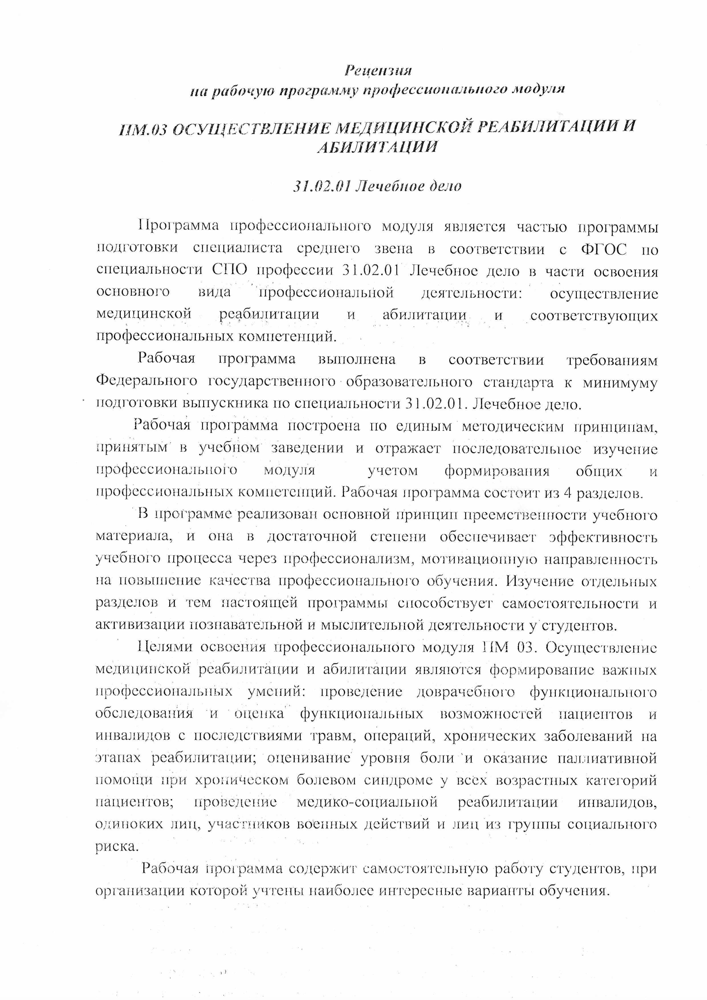 Рецензия
на рабочую программу профессионального модуля
ПМ.03 ОСУЩЕСТВЛЕНИЕ МЕДИЦИНСКОЙ РЕАБИЛИТАЦИИ И
АБИЛИТАЦИИ
31.02.01 Лечебное дело
Программа профессионального модуля является частью программы
подготовки специалиста среднего звена в соответствии с ФГОС по
специальности СПО профессии 31.02.01 Лечебное дело в части освоения
основного вида профессиональной деятельности: осуществление
медицинской реабилитации и абилитации и соответствующих
профессиональных компетенций.
Рабочая программа выполнена в соответствии требованиям
Федерального государственного образовательного стандарта к минимуму
подготовки выпускника по специальности 31.02.01. Лечебное дело.
Рабочая программа построена по единым методическим принципам,
принятым в учебном заведении и отражает последовательное изучение
профессионального модуля учетом формирования общих и
профессиональных компетенций. Рабочая программа состоит из 4 разделов.
В программе реализован основной принцип преемственности учебного
материала, и она в достаточной степени обеспечивает эффективность
учебного процесса через профессионализм, мотивационную направленность
на повышение качества профессионального обучения. Изучение отдельных
разделов и тем настоящей программы способствует самостоятельности и
активизации познавательной и мыслительной деятельности у студентов.
Целями освоения профессионального модуля ПМ 03. Осуществление
медицинской реабилитации и абилитации являются формирование важных
профессиональных умений: проведение доврачебного функционального
обследования и оценка функциональных возможностей пациентов и
инвалидов с последствиями травм, операций, хронических заболеваний на
этапах реабилитации; оценивание уровня боли и оказание паллиативной
помощи при хроническом болевом синдроме у всех возрастных категорий
пациентов; проведение медико-социальной реабилитации инвалидов,
одиноких лиц, участников военных действий и лиц из группы социального
риска.
Рабочая программа содержит самостоятельную работу студентов, при
организации которой учтены наиболее интересные варианты обучения.